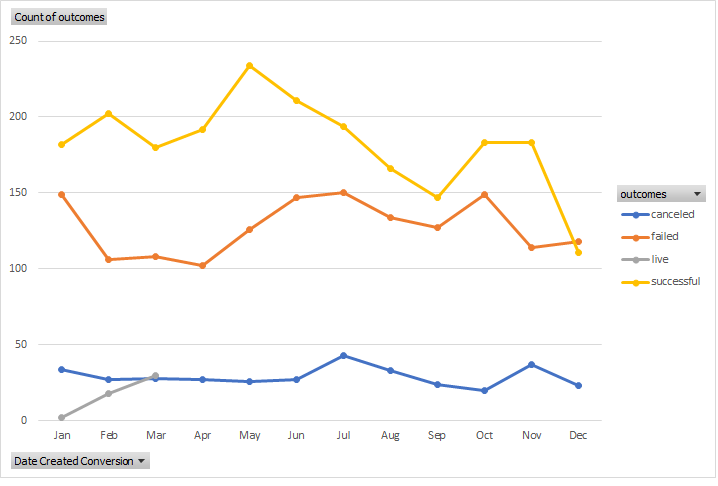 Count of outcomes
250
200
150
100
50
0
Jan Feb Mar Apr May Jun Jul Aug Sep Oct Nov Dec
Date Created Conversion
outcomes
canceled
failed
live
successful